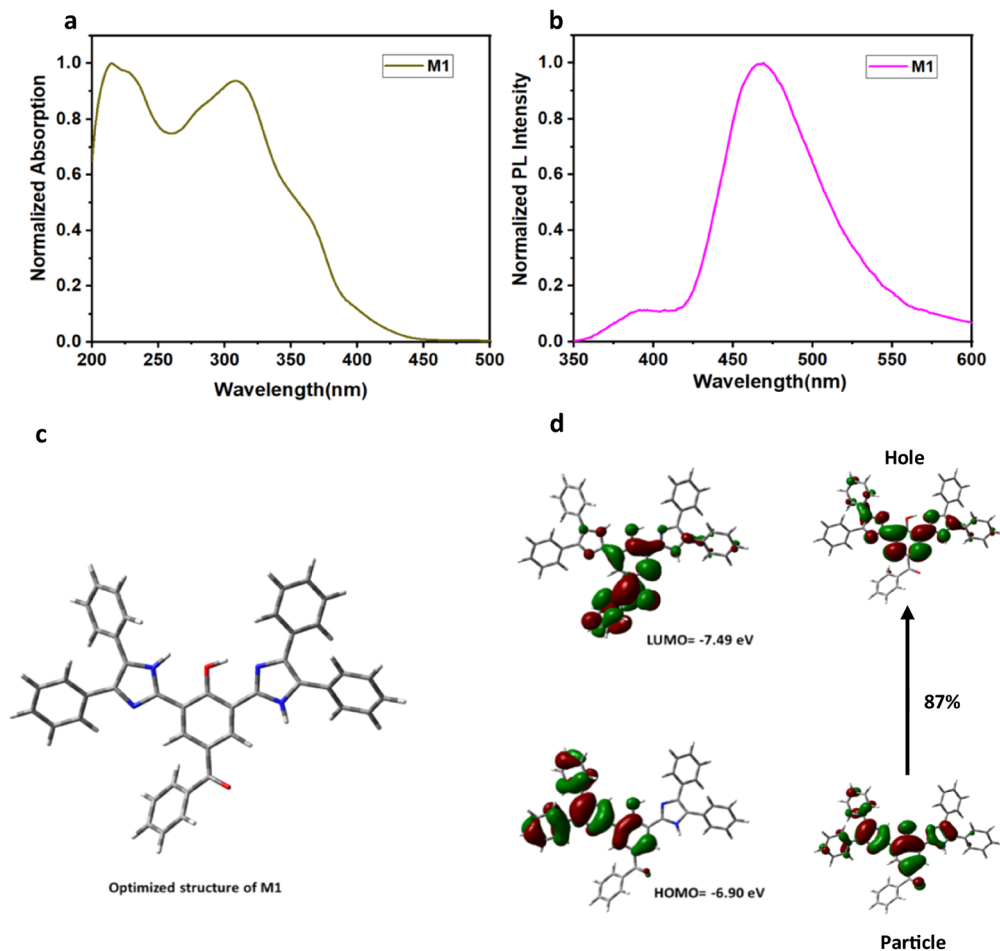 a
M1
Normalized Absorption
1.0
0.8
0.6
0.4
0.2
0.0
200 250 300 350 400 450 500
Wavelength(nm)
b
M1
Normalized PL Intensity
1.0
0.8
0.6
0.4
0.2
0.0
350 400 450 500 550 600
Wavelength(nm)
c
Optimized structure of M1
d
LUMO= -7.49 eV
HOMO= -6.90 eV
Hole
87%
Particle